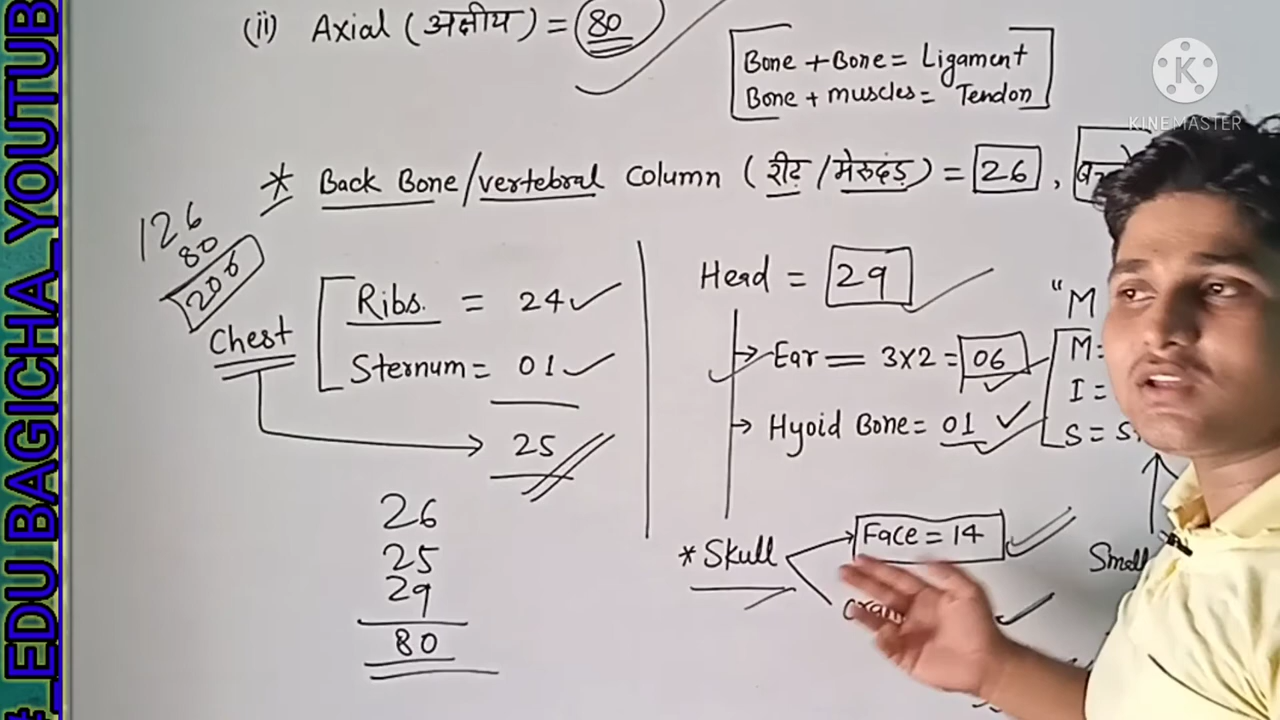 (ii) Axial (अक्षीय) = 80
Bone + Bone = Ligament
Bone + muscles = Tendon
KINEMASTER
* Back Bone/vertebral Column (रीढ़/मेरुदंड़) = 26,
126
80
206
Chest
Ribs. = 24
Sternum = 01
25
26
25
29
80
Head = 29
Ear = 3x2 = 06
Hyoid Bone = 01
"M
M=
I =
S = S
* Skull
Face = 14
#_EDU BAGICHA_YOUTUB